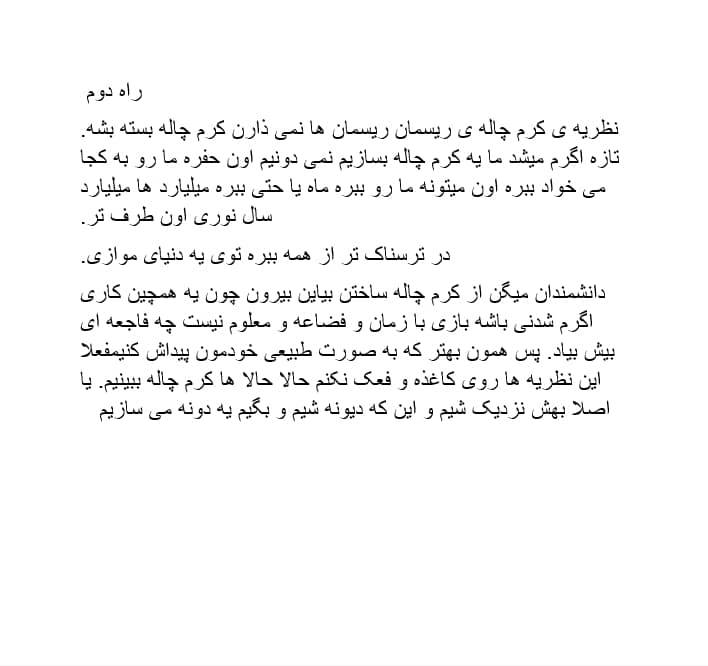 راه دوم
نظریه ی کرم چاله ی ریسمان ریسمان ها نمی ذارن کرم چاله بسته بشه.
تازه اگرم میشد ما یه کرم چاله بسازیم نمی دونیم اون حفره ما رو به کجا
می خواد ببره اون میتونه ما رو ببره ماه یا حتی ببره میلیارد ها میلیارد
سال نوری اون طرف تر.
در ترسناک تر از همه ببره توی یه دنیای موازی.
دانشمندان میگن از کرم چاله ساختن بیاین بیرون چون یه همچین کاری
اگرم شدنی باشه بازی با زمان و فضاعه و معلوم نیست چه فاجعه ای
بیش بیاد. پس همون بهتر که به صورت طبیعی خودمون پیداش کنیمفعلا
این نظریه ها روی کاغذه و فعک نکنم حالا حالا ها کرم چاله ببینیم. یا
اصلا بهش نزدیک شیم و این که دیونه شیم و بگیم یه دونه می سازیم